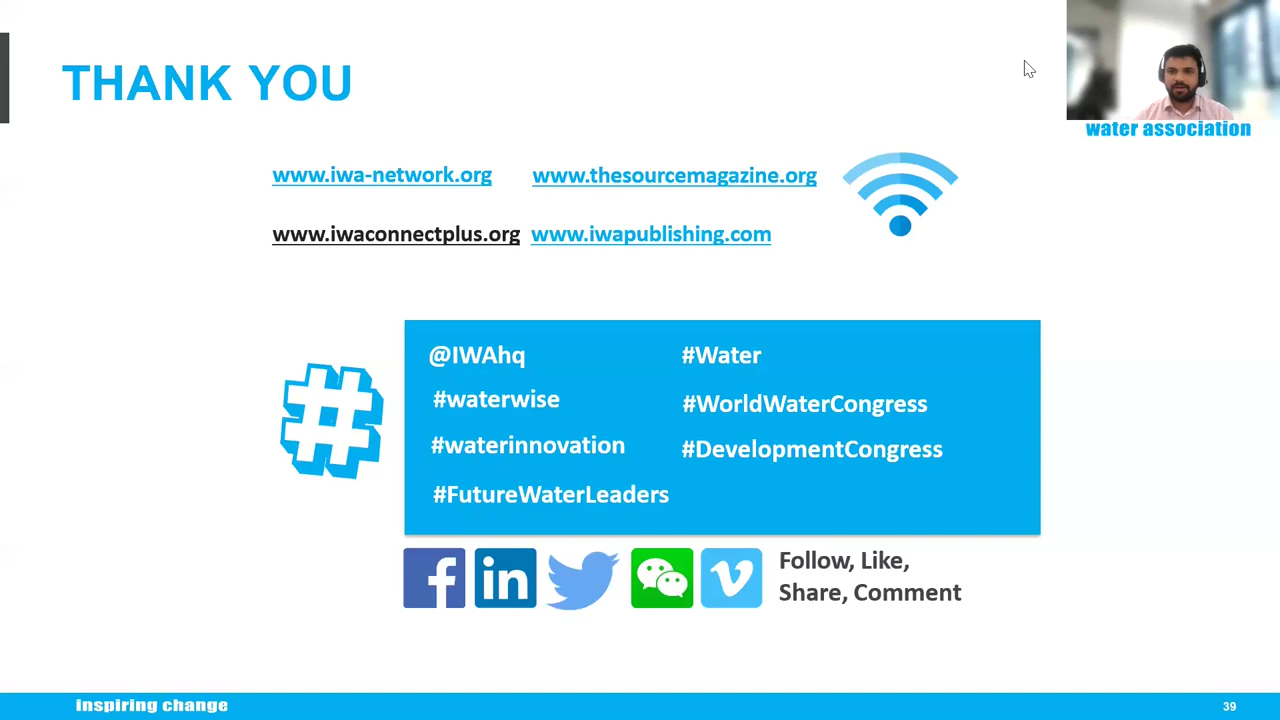 THANK YOU
water association
www.iwa-network.org www.thesourcemagazine.org
www.iwaconnectplus.org www.iwapublishing.com
@IWAhq #Water
#waterwise #WorldWaterCongress
#waterinnovation #DevelopmentCongress
#FutureWaterLeaders
f in v
Follow, Like,
Share, Comment
inspiring change 39